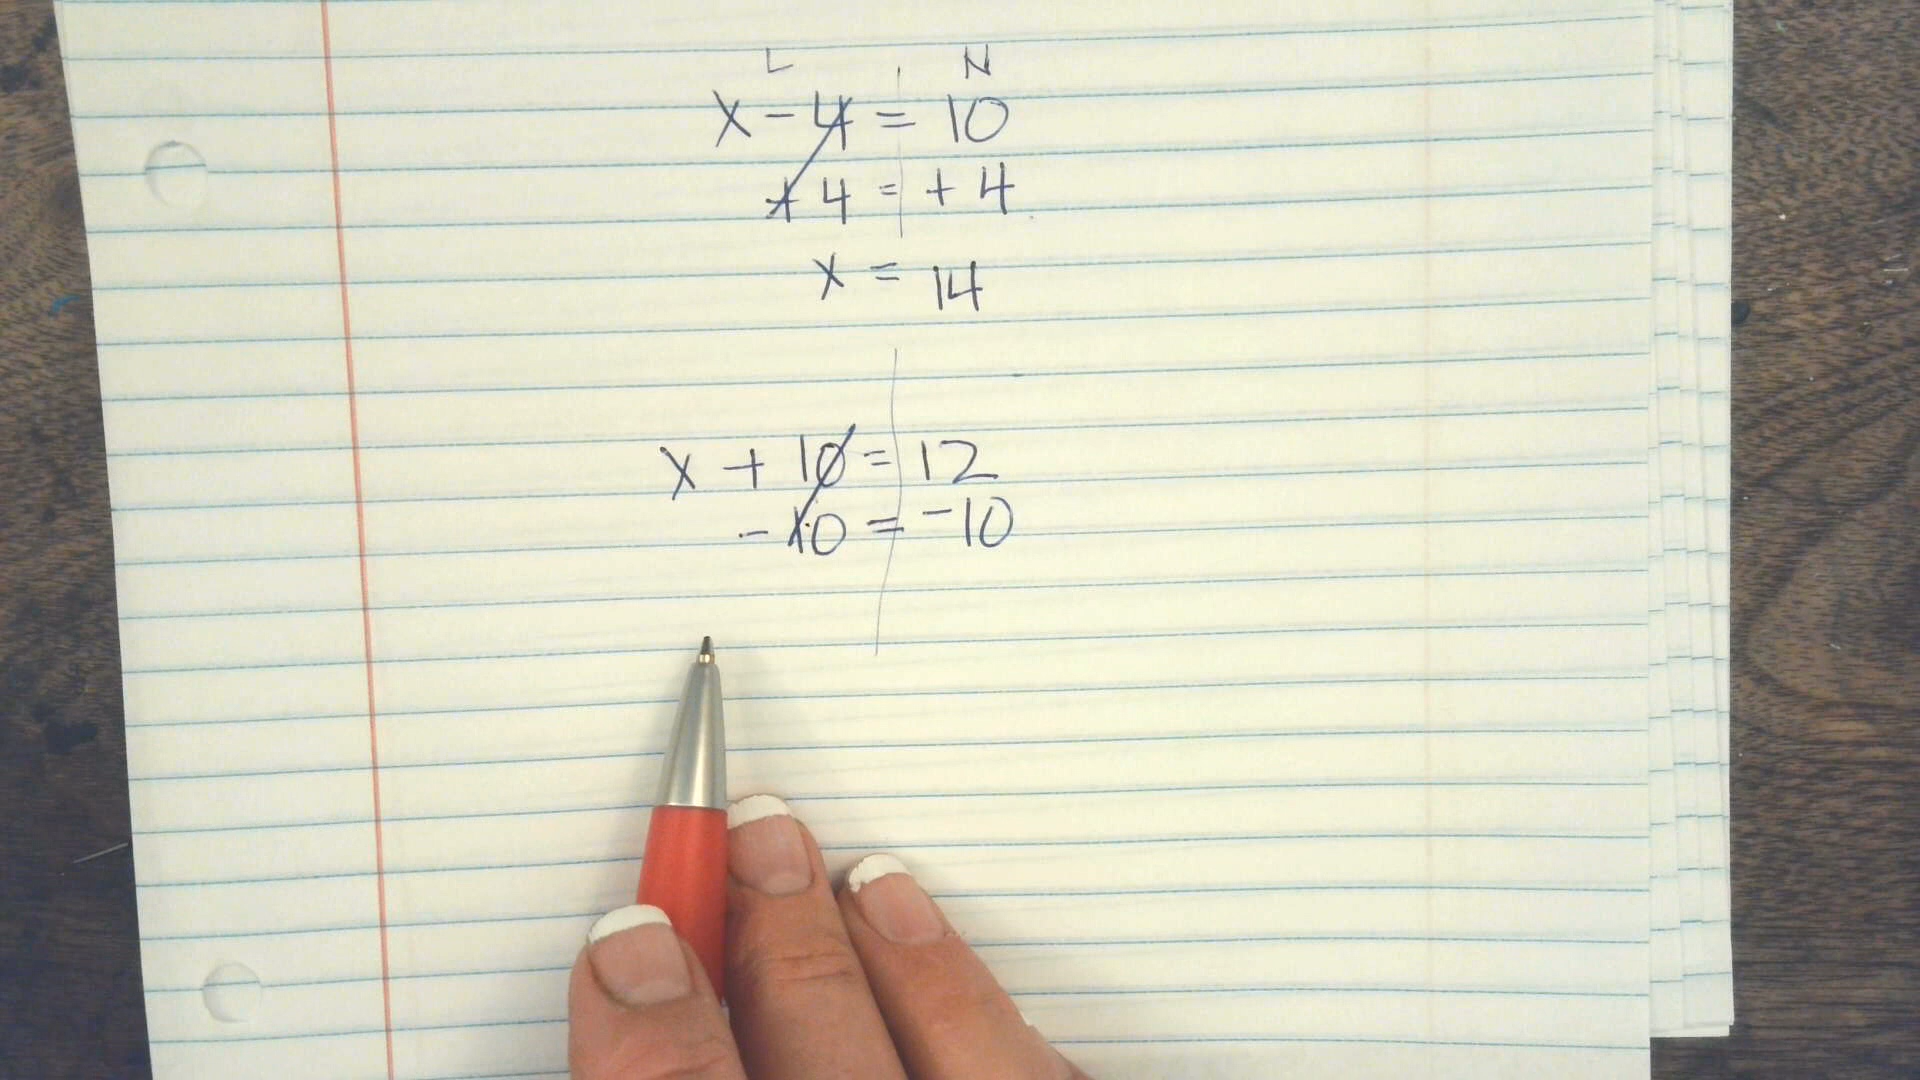 L N
x - 4 = 10
+ 4 = + 4
x = 14
x + 10 = 12
- 10 = -10